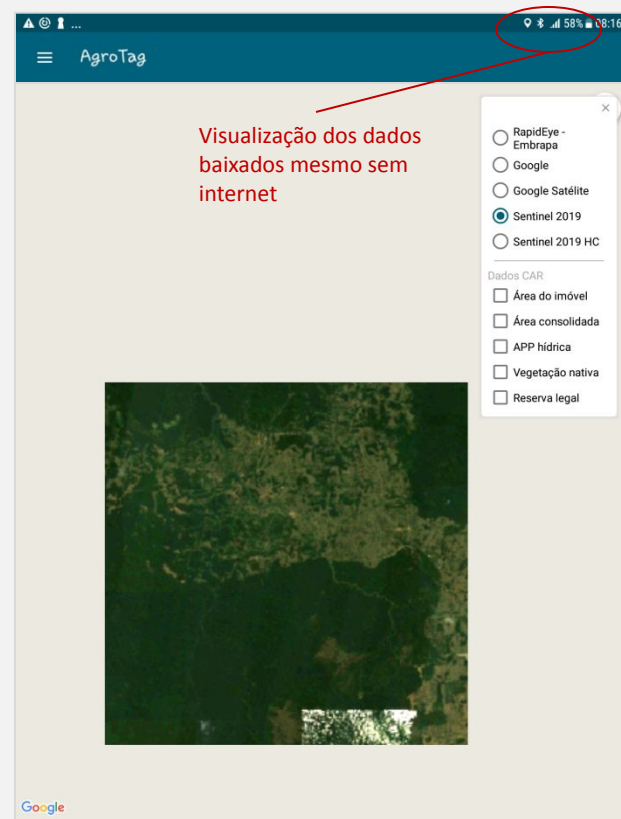 ... 58% 08:16
AgroTag
Visualização dos dados
baixados mesmo sem
internet
RapidEye -
Embrapa
Google
Google Satélite
Sentinel 2019
Sentinel 2019 HC
Dados CAR
Área do imóvel
Área consolidada
APP hídrica
Vegetação nativa
Reserva legal
Google